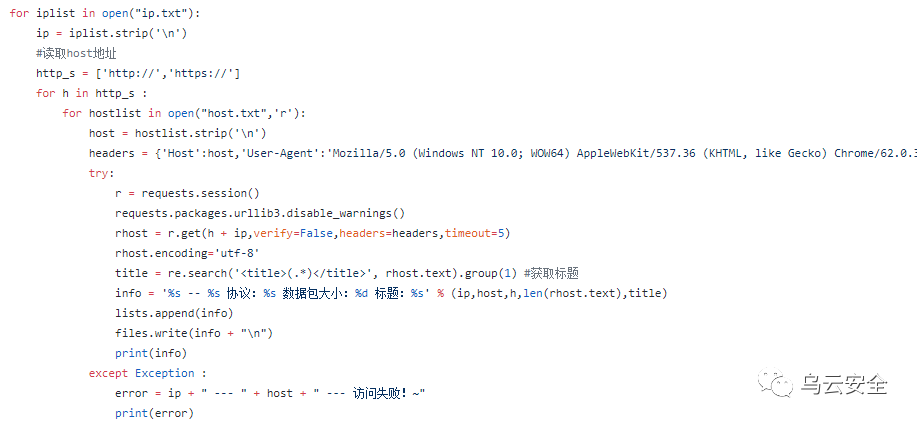 for iplist in open("ip.txt"):
    ip = iplist.strip('\n')
    #读取host地址
    http_s = ['http://','https://']
    for h in http_s :
        for hostlist in open("host.txt",'r'):
            host = hostlist.strip('\n')
            headers = {'Host':host,'User-Agent':'Mozilla/5.0 (Windows NT 10.0; WOW64) AppleWebKit/537.36 (KHTML, like Gecko) Chrome/62.0.3
            try:
                r = requests.session()
                requests.packages.urllib3.disable_warnings()
                rhost = r.get(h + ip,verify=False,headers=headers,timeout=5)
                rhost.encoding='utf-8'
                title = re.search('<title>(.*)</title>', rhost.text).group(1) #获取标题
                info = '%s -- %s 协议：%s 数据包大小：%d 标题：%s' % (ip,host,h,len(rhost.text),title)
                lists.append(info)
                files.write(info + "\n")
                print(info)
            except Exception :
                error = ip + " --- " + host + " --- 访问失败！~"
                print(error)
乌云安全